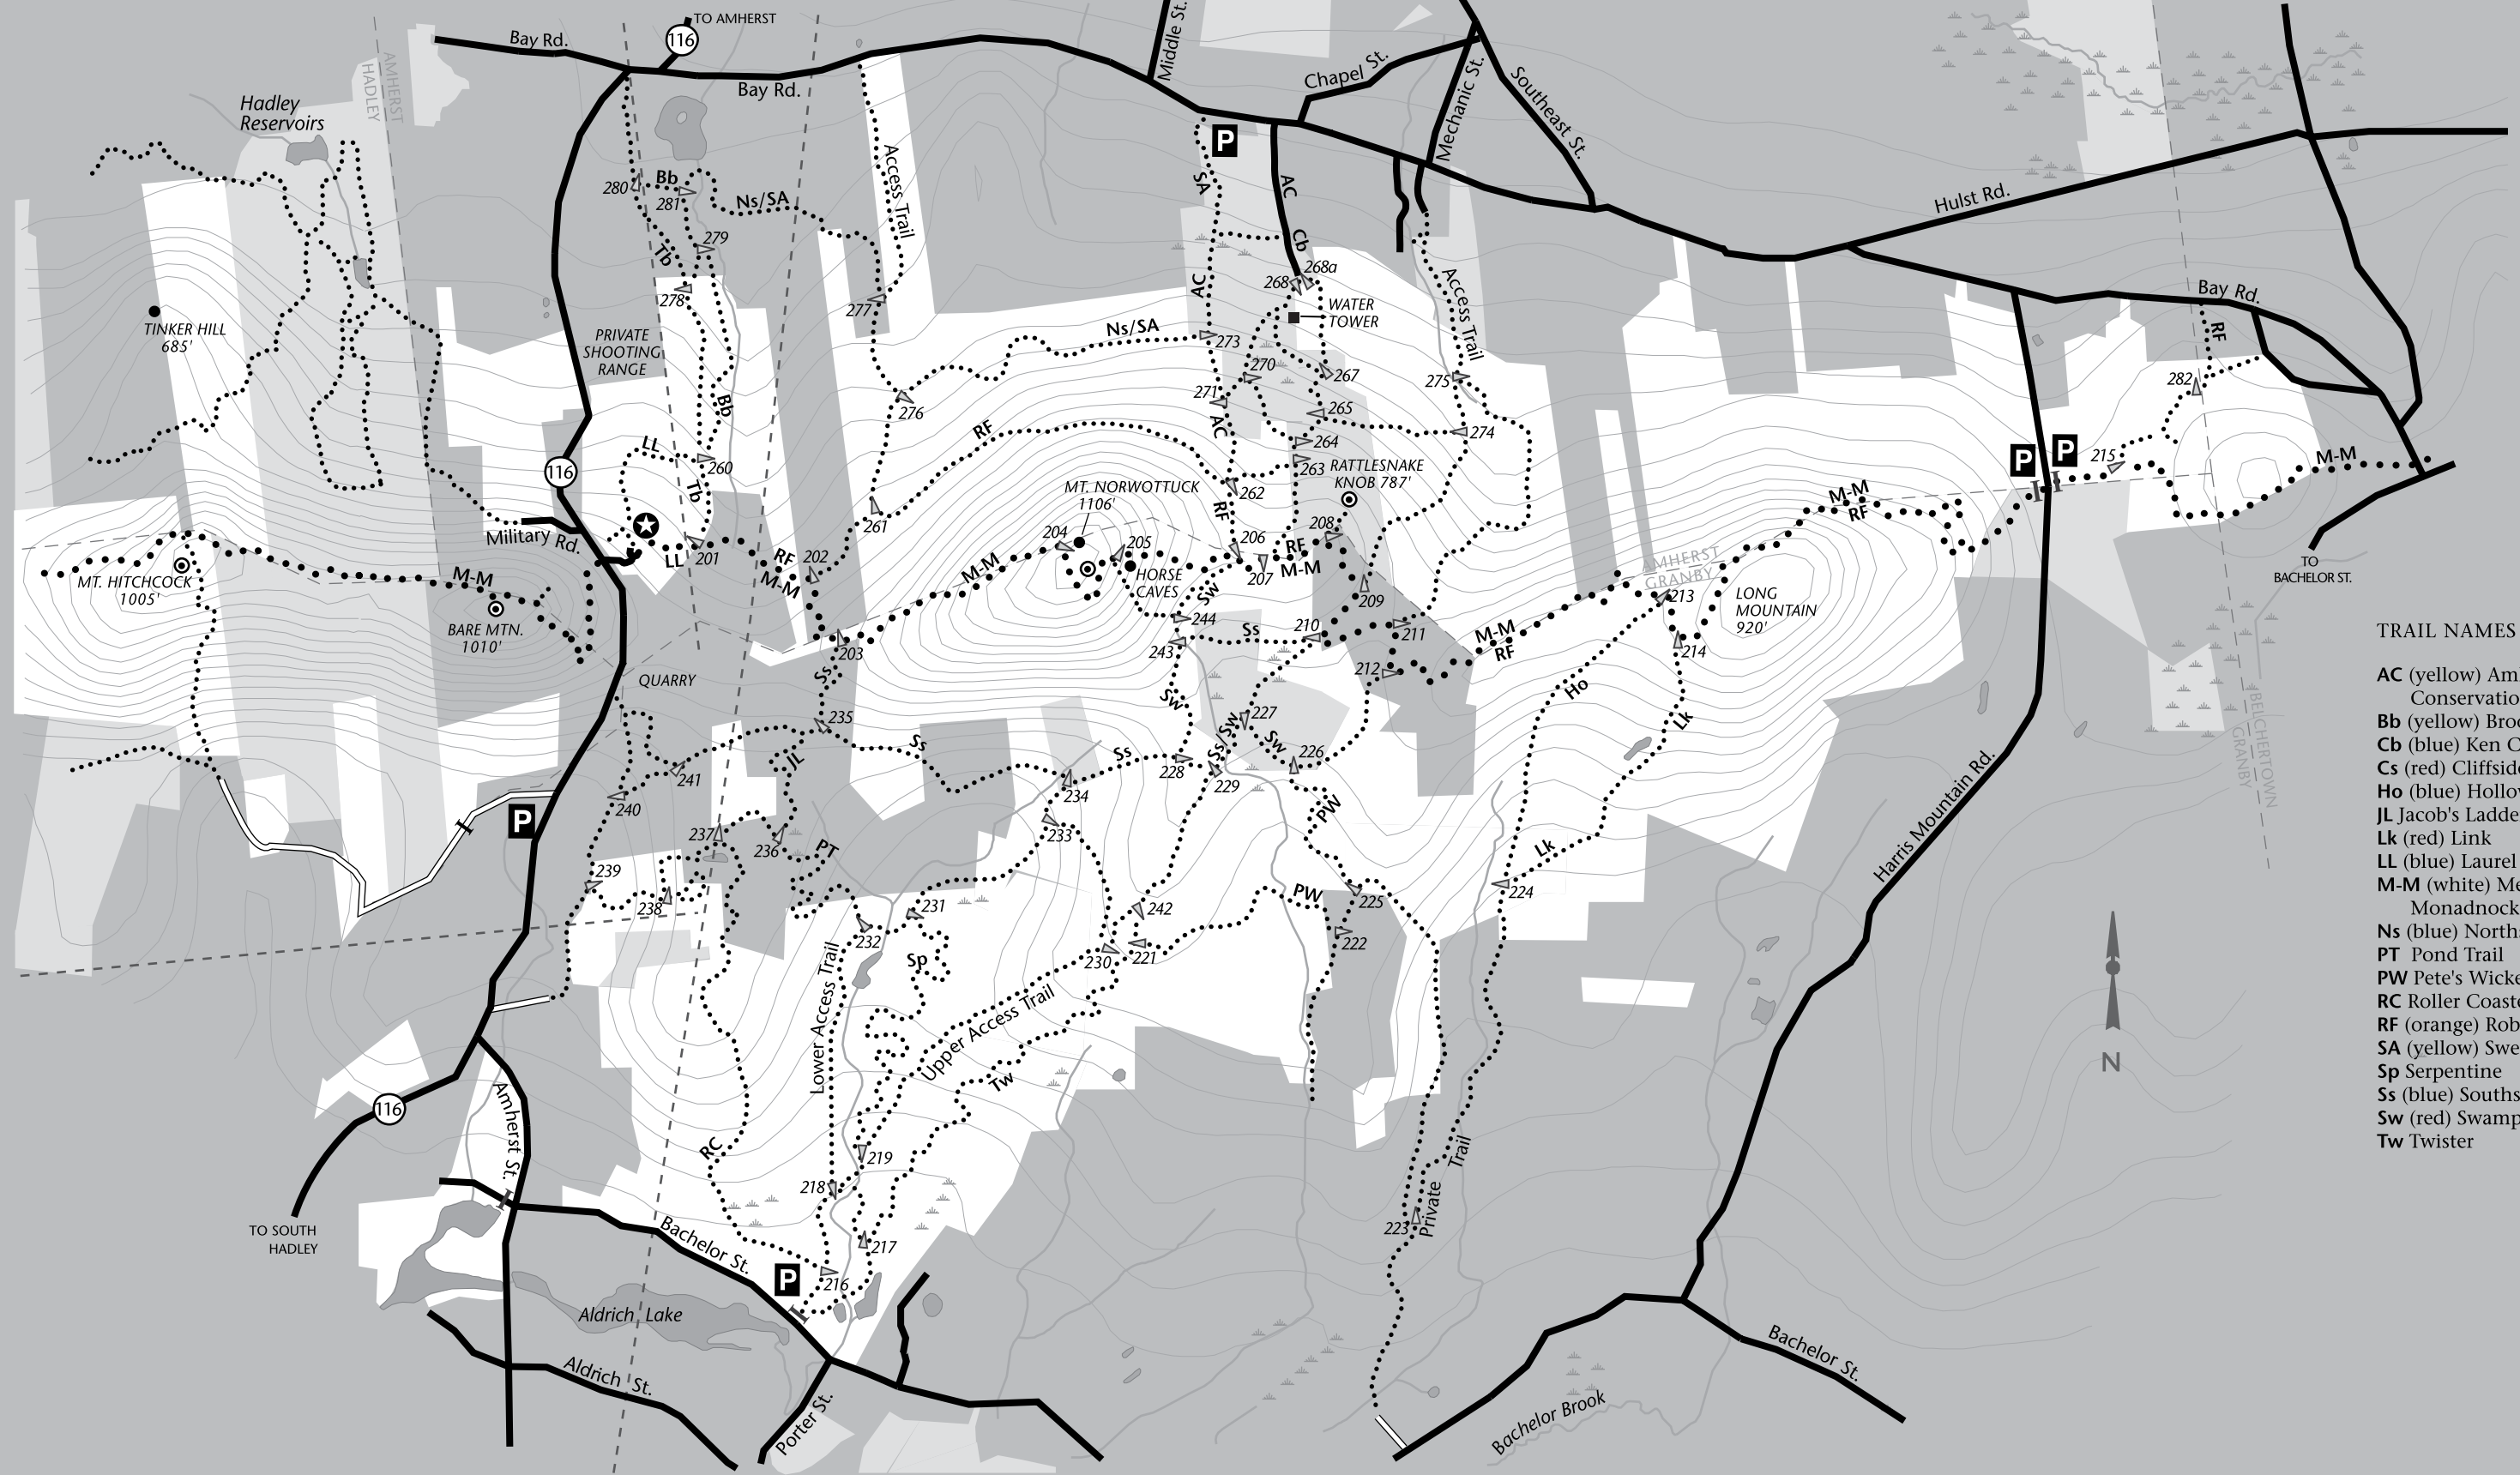 TO AMHERST
116
Bay Rd.
Bay Rd.
Middle St.
Chapel St.
Mechanic St.
Southeast St.
Hulst Rd.
Bay Rd.
AMHERST
HADLEY
Hadley
Reservoirs
280
Bb
281
Ns/SA
Access Trail
P
SA
AC
279
Tb
278
277
Cb
268a
268
AC
WATER
TOWER
Access Trail
RF
TINKER HILL
685'
PRIVATE
SHOOTING
RANGE
Ns/SA
273
270
267
275
282
271
276
Bb
265
AC
RF
LL
264
274
260
263
RATTLESNAKE
KNOB 787'
P
P
215
M-M
116
Tb
262
MT. NORWOTTUCK
1106'
M-M
RF
RF
261
204
205
206
208
Military Rd.
LL
201
RF
202
M-M
M-M
RF
M-M
207
AMHERST
GRANBY
TO
BACHELOR ST.
MT. HITCHCOCK
1005'
M-M
HORSE
CAVES
Sw
209
213
LONG
MOUNTAIN
920'
BARE MTN.
1010'
244
Ss
210
211
M-M
RF
243
203
214
TRAIL NAMES
QUARRY
Ss
212
Ho
AC (yellow) Am
Conservatio
Sw
235
227
Lk
BELCHERTOWN
GRANBY
Bb (yellow) Broo
Ss
Ss/Sw
Sw
Cb (blue) Ken C
JL
Ss
228
226
Cs (red) Cliffside
241
234
229
Ho (blue) Hollow
240
PW
Harris Mountain Rd.
JL Jacob's Ladde
P
237
236
PT
233
Lk
Lk (red) Link
239
LL (blue) Laurel
238
231
242
PW
225
224
M-M (white) Me
Monadnock
232
222
Ns (blue) North
Sp
230
221
PT Pond Trail
Lower Access Trail
PW Pete's Wicke
RC Roller Coaste
Upper Access Trail
RF (orange) Rob
SA (yellow) Swe
N
Tw
Sp Serpentine
116
Ss (blue) Souths
Amherst St.
Sw (red) Swamp
RC
219
Private Trail
Tw Twister
218
TO SOUTH
HADLEY
223
Bachelor St.
217
P
216
Aldrich Lake
Bachelor St.
Aldrich St.
Porter St.
Bachelor Brook